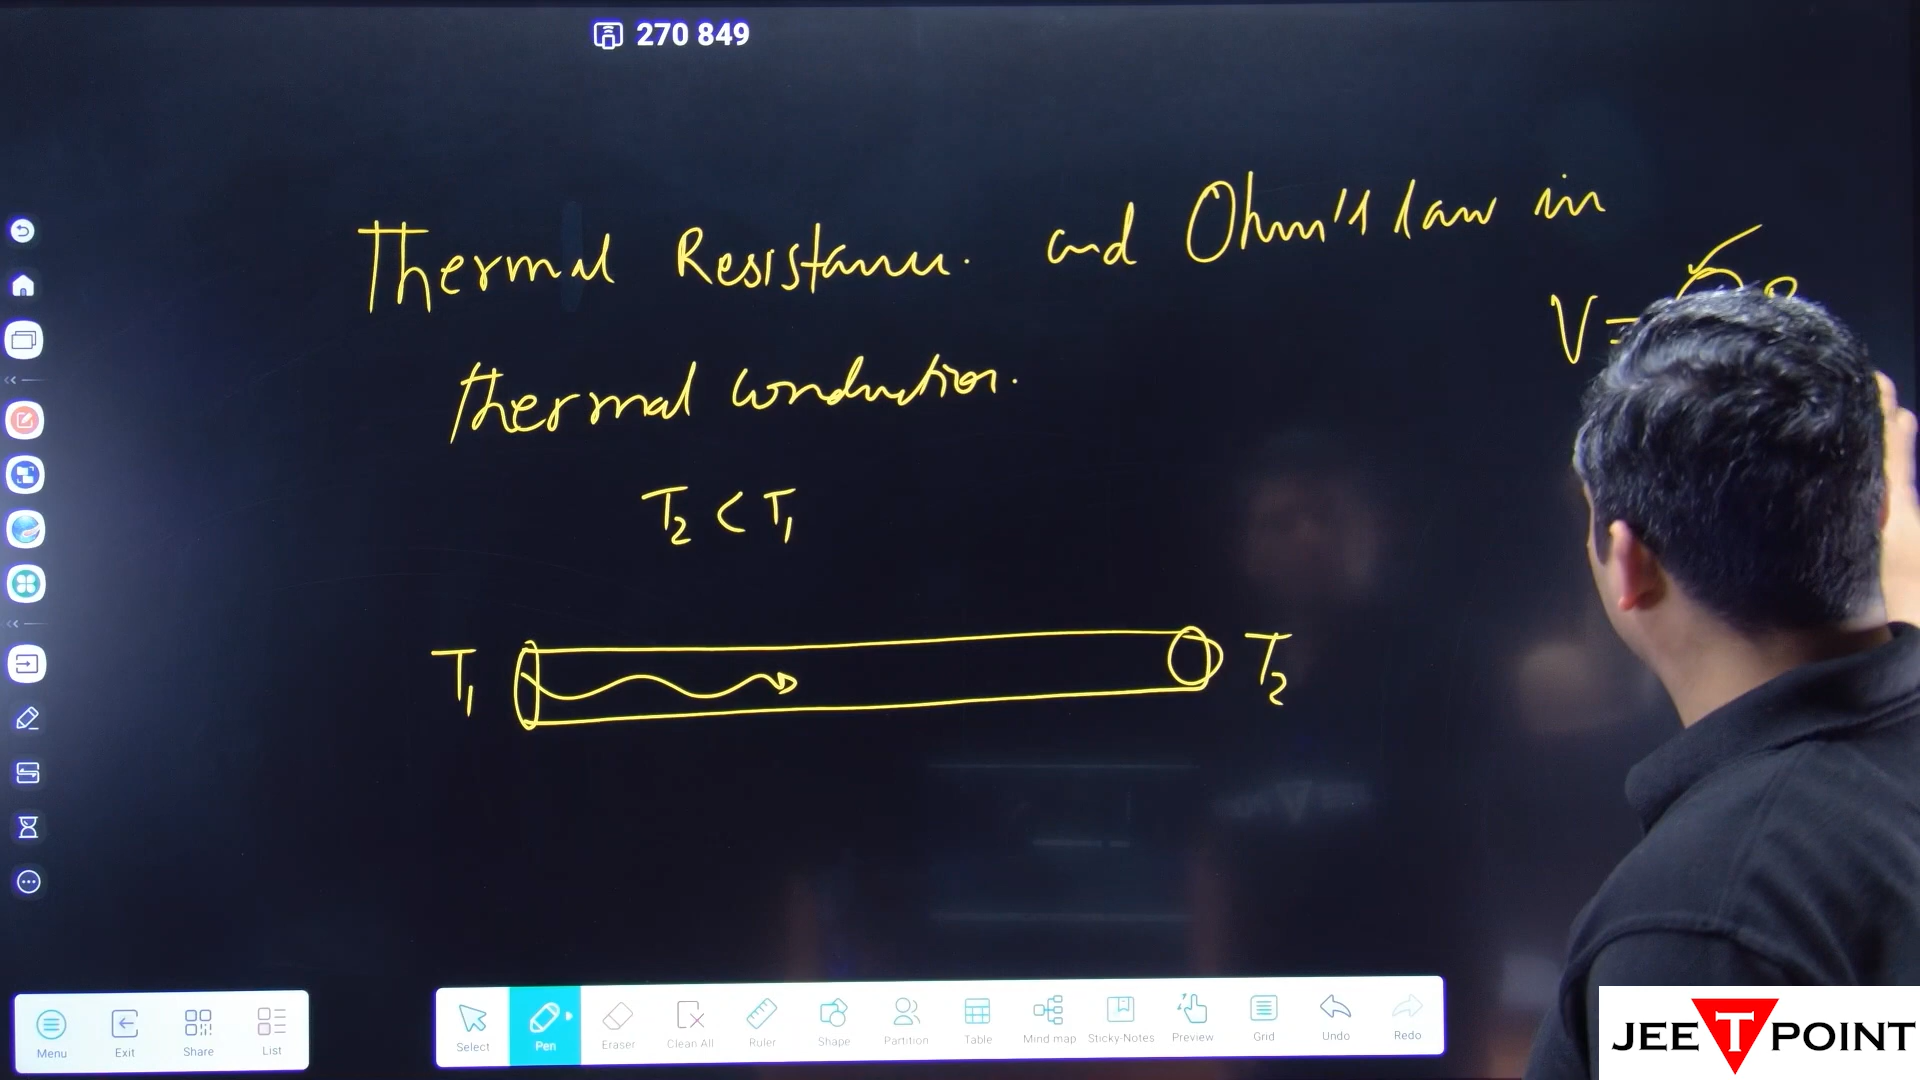 270 849
Thermal Resistance. and Ohm's law in
V =
thermal conduction.
T2 < T1
T1
T2
Menu
Exit
Share
List
Select
Pen
Eraser
Clean All
Ruler
Shape
Partition
Table
Mind map
Sticky-Notes
Preview
Grid
Undo
Redo
JEE T POINT